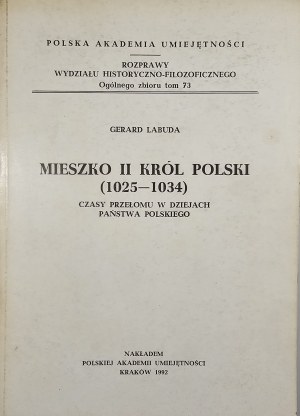 POLSKA AKADEMIA UMIEJĘTNOŚCI
ROZPRAWY
WYDZIAŁU HISTORYCZNO-FILOZOFICZNEGO
Ogólnego zbioru tom 73
GERARD LABUDA
MIESZKO II KRÓL POLSKI
(1025—1034)
CZASY PRZEŁOMU W DZIEJACH
PAŃSTWA POLSKIEGO
NAKŁADEM
POLSKIEJ AKADEMII UMIEJĘTNOŚCI
KRAKÓW 1992